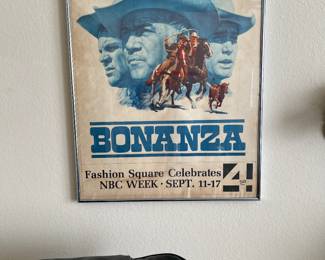 BONANZA
Fashion Square Celebrates
NBC WEEK · SEPT. 11-17
4